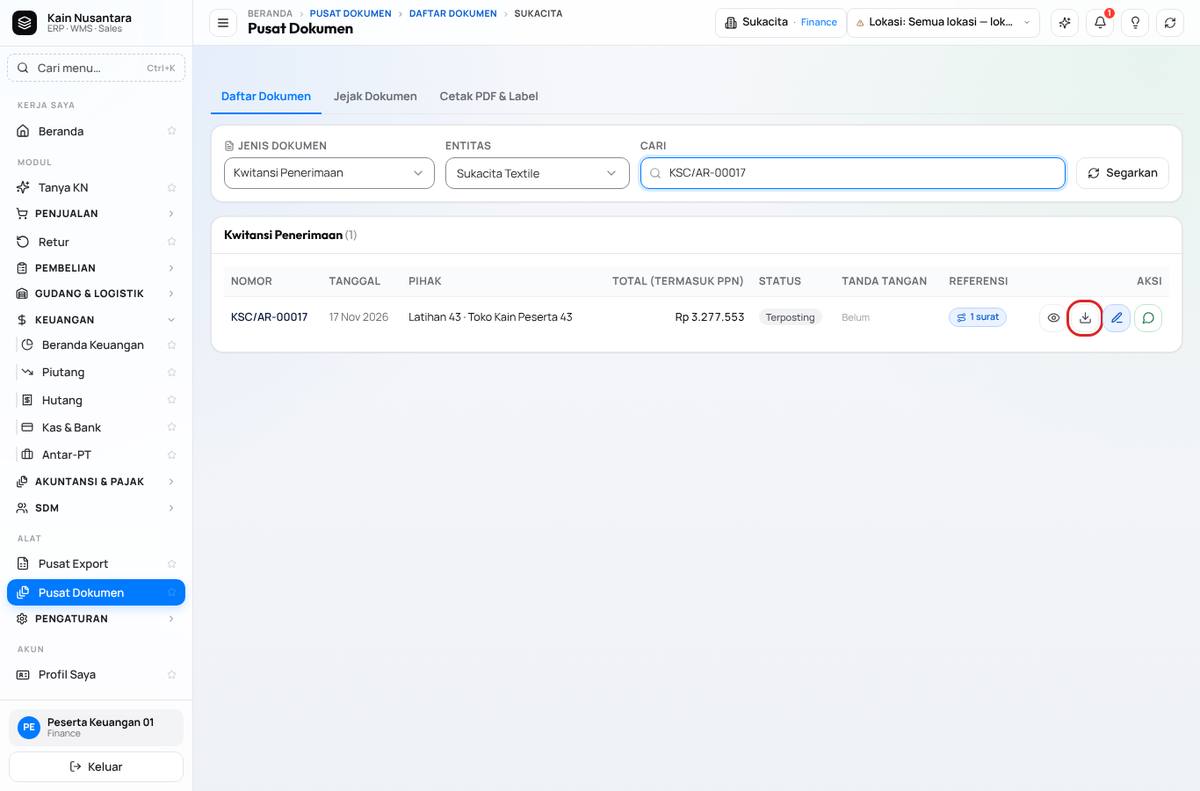 Kain Nusantara
ERP · WMS · Sales
Cari menu... Ctrl+K
KERJA SAYA
Beranda
MODUL
Tanya KN
PENJUALAN
Retur
PEMBELIAN
GUDANG & LOGISTIK
KEUANGAN
Beranda Keuangan
Piutang
Hutang
Kas & Bank
Antar-PT
AKUNTANSI & PAJAK
SDM
ALAT
Pusat Export
Pusat Dokumen
PENGATURAN
AKUN
Profil Saya
PE
Peserta Keuangan 01
Finance
Keluar
BERANDA › PUSAT DOKUMEN › DAFTAR DOKUMEN › SUKACITA
Pusat Dokumen
Sukacita · Finance
Lokasi: Semua lokasi — lok...
1
Daftar Dokumen Jejak Dokumen Cetak PDF & Label
JENIS DOKUMEN ENTITAS CARI
Kwitansi Penerimaan Sukacita Textile KSC/AR-00017 Segarkan
Kwitansi Penerimaan (1)
NOMOR TANGGAL PIHAK TOTAL (TERMASUK PPN) STATUS TANDA TANGAN REFERENSI AKSI
KSC/AR-00017 17 Nov 2026 Latihan 43 · Toko Kain Peserta 43 Rp 3.277.553 Terposting Belum 1 surat